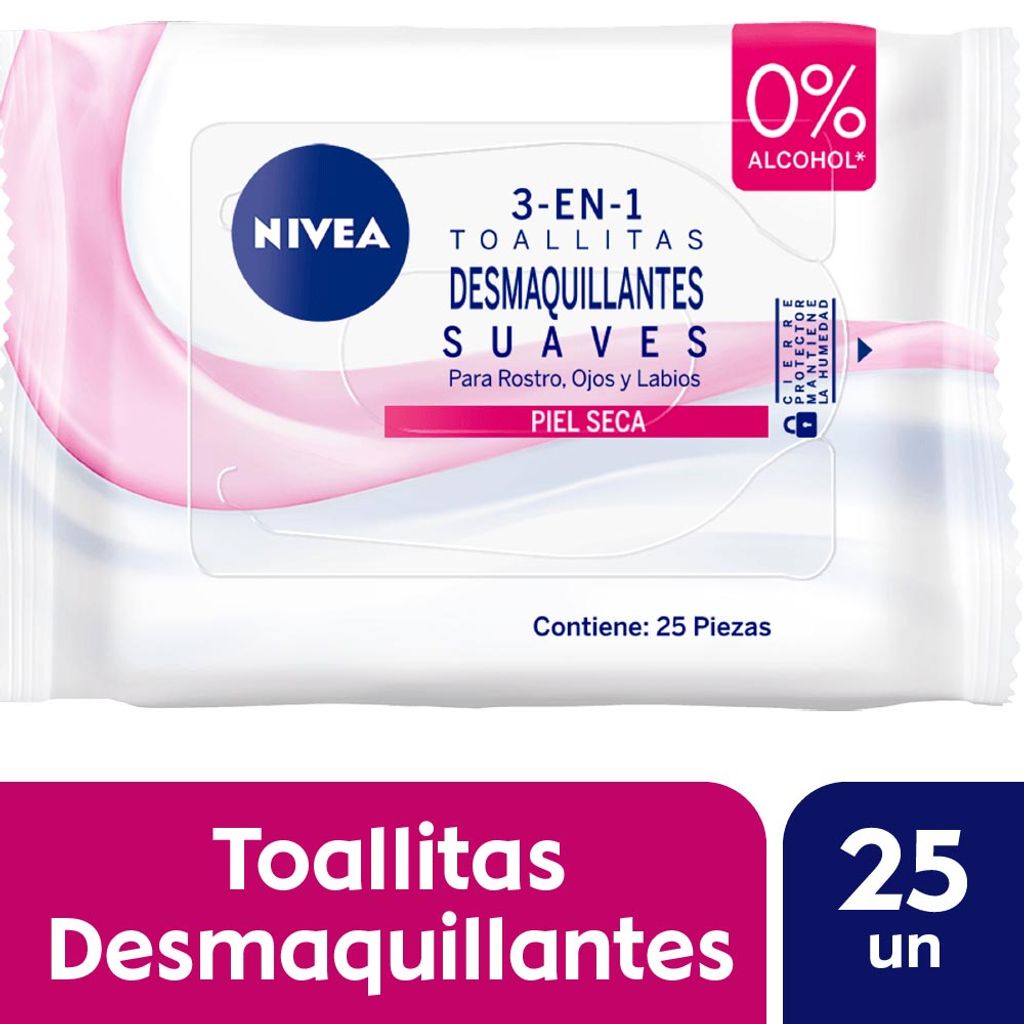 0%
ALCOHOL*
NIVEA
3-EN-1
TOALLITAS
DESMAQUILLANTES
SUAVES
Para Rostro, Ojos y Labios
PIEL SECA
CIERRE
PROTECTOR
MANTIENE
LA HUMEDAD
Contiene: 25 Piezas
Toallitas
Desmaquillantes
25
un